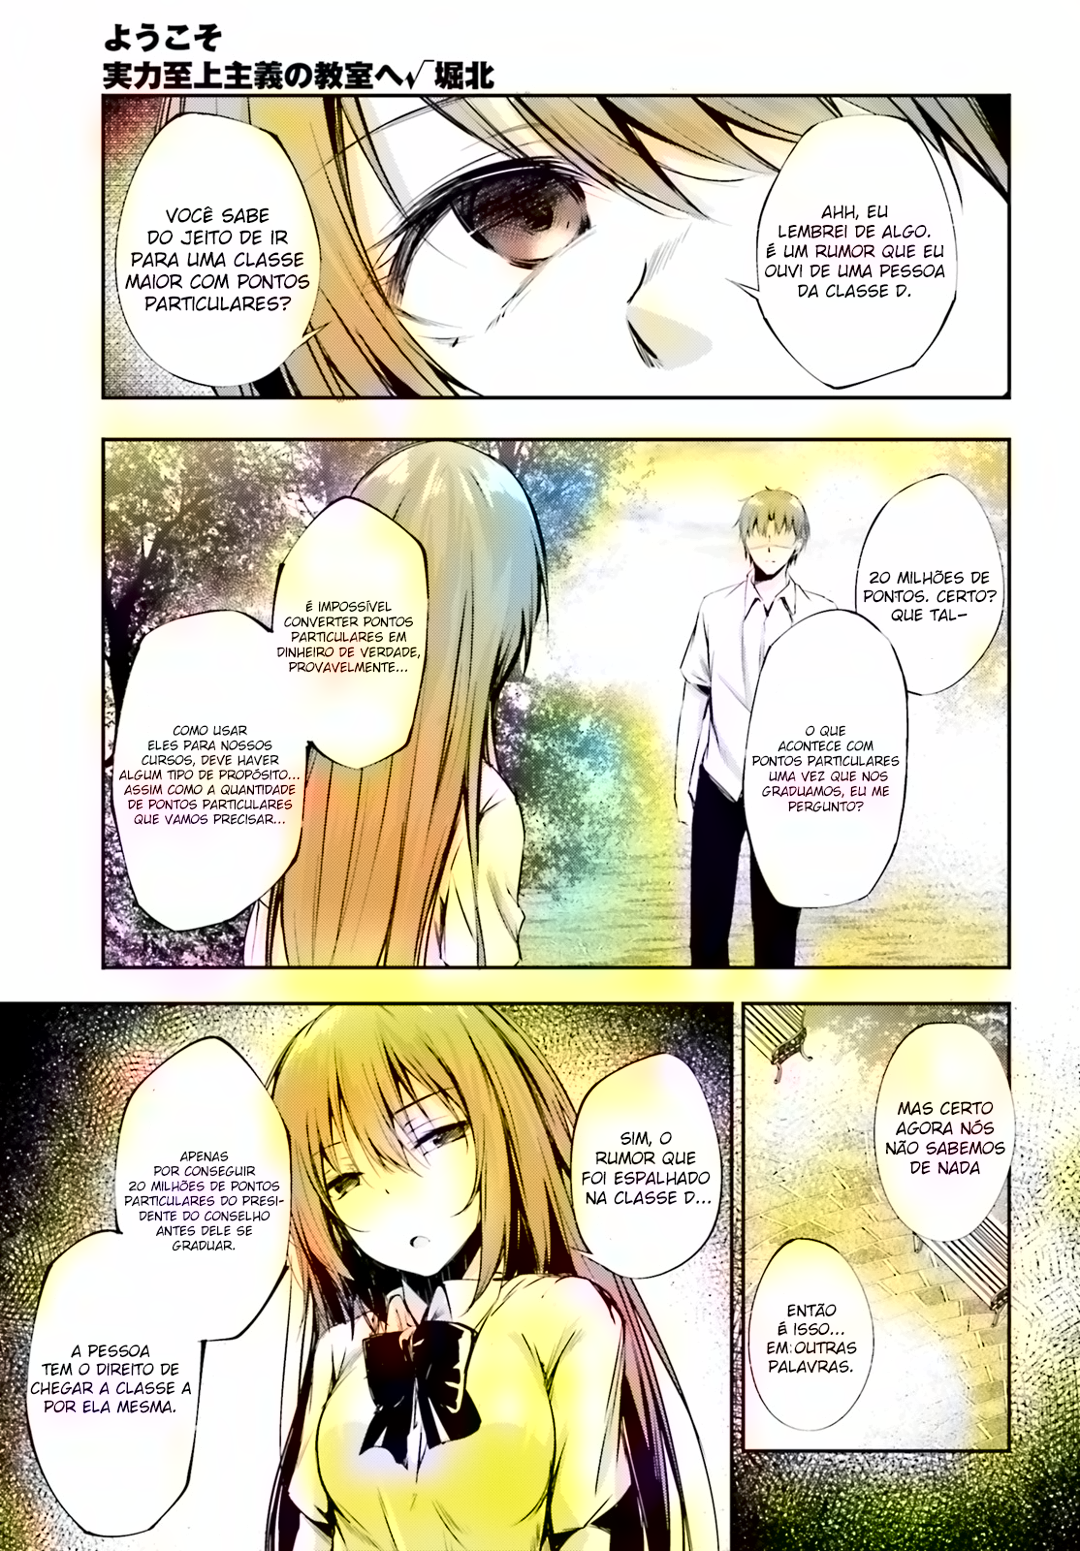 ようこそ
実力至上主義の教室へ√堀北
AHH, EU
LEMBREI DE ALGO.
É UM RUMOR QUE EU
OUVI DE UMA PESSOA
DA CLASSE D.
VOCÊ SABE
DO JEITO DE IR
PARA UMA CLASSE
MAIOR COM PONTOS
PARTICULARES?
20 MILHÕES DE
PONTOS. CERTO?
QUE TAL-
O QUE
ACONTECE COM
PONTOS PARTICULARES
UMA VEZ QUE NOS
GRADUAMOS, EU ME
PERGUNTO?
É IMPOSSÍVEL
CONVERTER PONTOS
PARTICULARES EM
DINHEIRO DE VERDADE,
PROVAVELMENTE...
COMO USAR
ELES PARA NOSSOS
CURSOS, DEVE HAVER
ALGUM TIPO DE PROPÓSITO...
ASSIM COMO A QUANTIDADE
DE PONTOS PARTICULARES
QUE VAMOS PRECISAR...
MAS CERTO
AGORA NÓS
NÃO SABEMOS
DE NADA
ENTÃO
É ISSO...
EM OUTRAS
PALAVRAS.
SIM, O
RUMOR QUE
FOI ESPALHADO
NA CLASSE D...
APENAS
POR CONSEGUIR
20 MILHÕES DE PONTOS
PARTICULARES DO PRESI-
DENTE DO CONSELHO
ANTES DELE SE
GRADUAR.
A PESSOA
TEM O DIREITO DE
CHEGAR A CLASSE A
POR ELA MESMA.